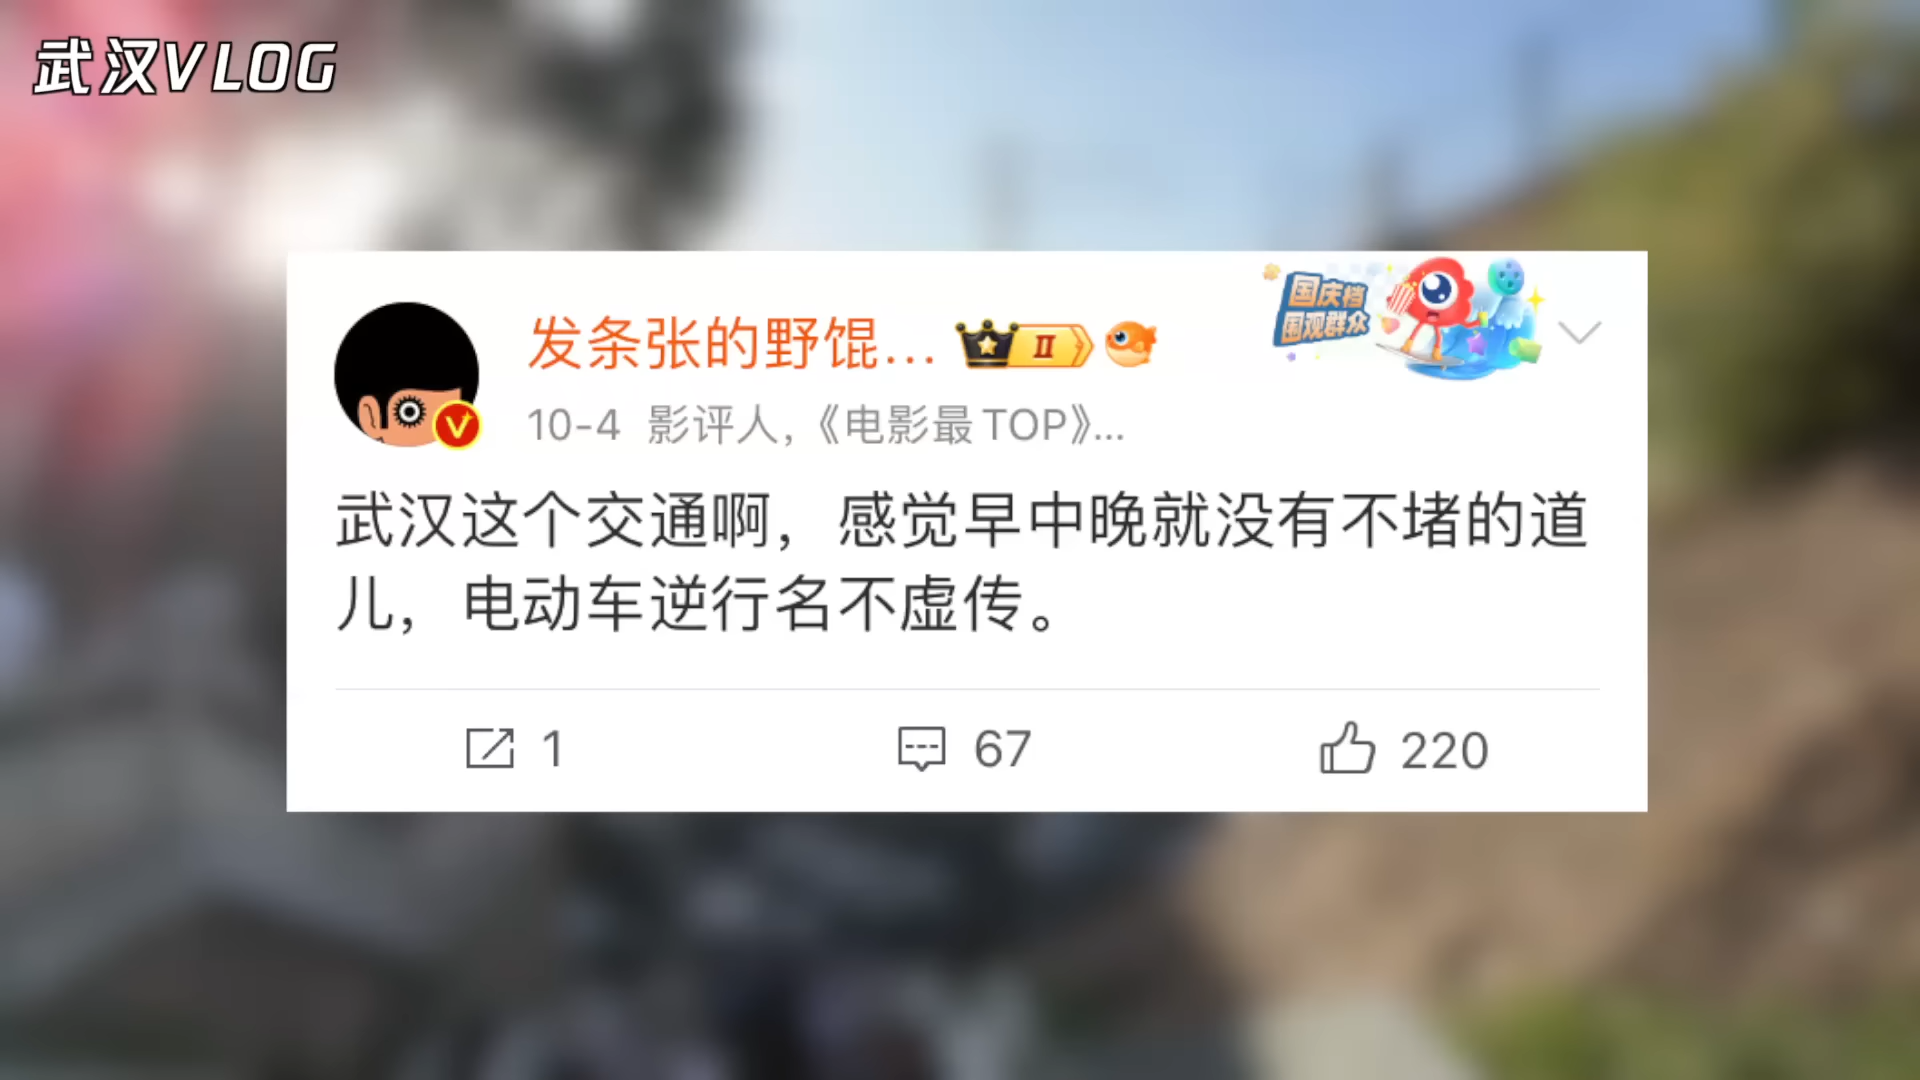 武汉VLOG
发条张的野馄...
II
国庆档
围观群众
10-4 影评人，《电影最TOP》...
武汉这个交通啊，感觉早中晚就没有不堵的道
儿，电动车逆行名不虚传。
1
67
220